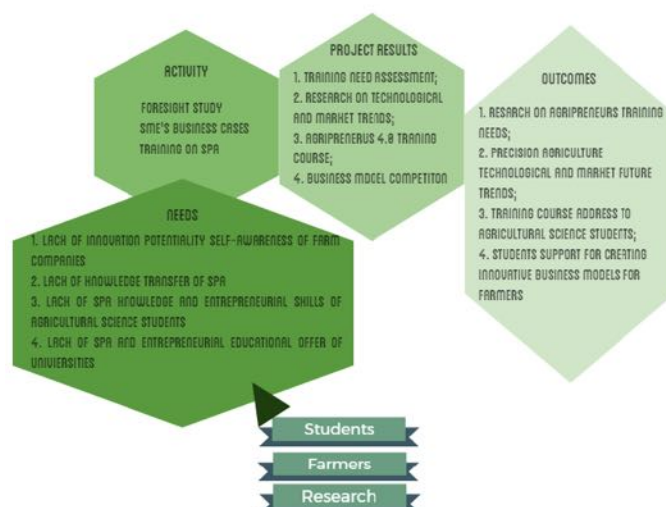 ACTIVITY
FORESIGHT STUDY
SME'S BUSINESS CASES
TRAINING ON SPA
PROJECT RESULTS
1. TRAINING NEED ASSESSMENT;
2. RESEARCH ON TECHNOLOGICAL
AND MARKET TRENDS;
3. AGRIPRENERUS 4.0 TRANING
COURSE;
4. BUSINESS MODEL COMPETITON
OUTCOMES
1. RESARCH ON AGRIPRENEURS TRAINING
NEEDS;
2. PRECISION AGRICULTURE
TECHNOLOGICAL AND MARKET FUTURE
TRENDS;
3. TRAINING COURSE ADDRESS TO
AGRICULTURAL SCIENCE STUDENTS;
4. STUDENTS SUPPORT FOR CREATING
INNOVATIVE BUSINESS MODELS FOR
FARMERS
NEEDS
1. LACK OF INNOVATION POTENTIALITY SELF-AWARENESS OF FARM
COMPANIES
2. LACK OF KNOWLEDGE TRANSFER OF SPA
3. LACK OF SPA KNOWLEDGE AND ENTREPRENEURIAL SKILLS OF
AGRICULTURAL SCIENCE STUDENTS
4. LACK OF SPA AND ENTREPRENEURIAL EDUCATIONAL OFFER OF
UNIVIERSITIES
Students
Farmers
Research